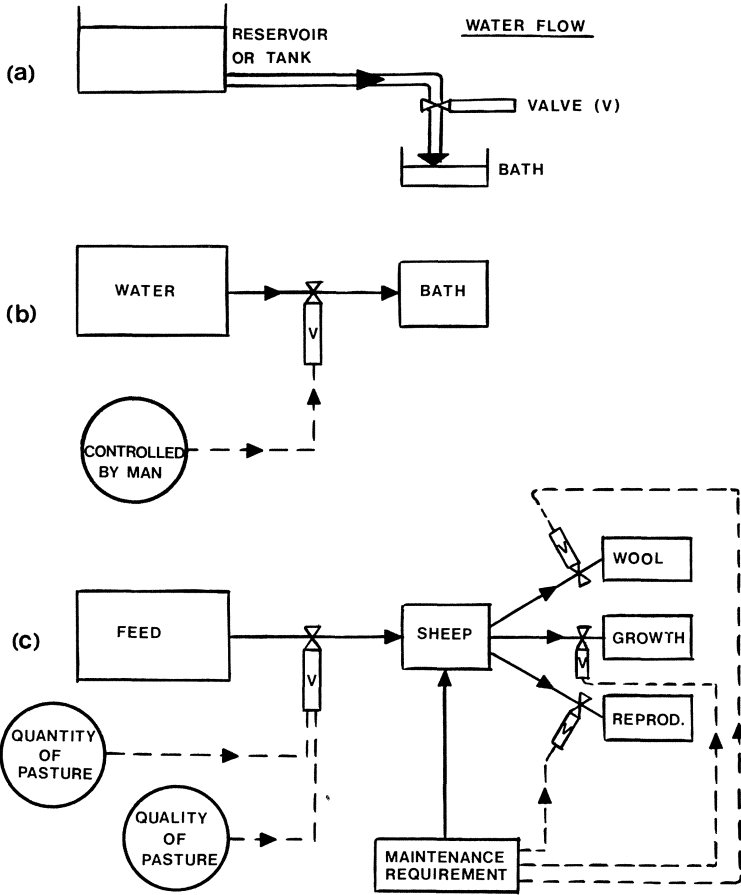 WATER FLOW
(a)
RESERVOIR
OR TANK
VALVE (V)
BATH
(b)
WATER
BATH
V
CONTROLLED
BY MAN
(c)
FEED
V
SHEEP
V
WOOL
V
GROWTH
V
REPROD.
QUANTITY
OF
PASTURE
QUALITY
OF
PASTURE
MAINTENANCE
REQUIREMENT